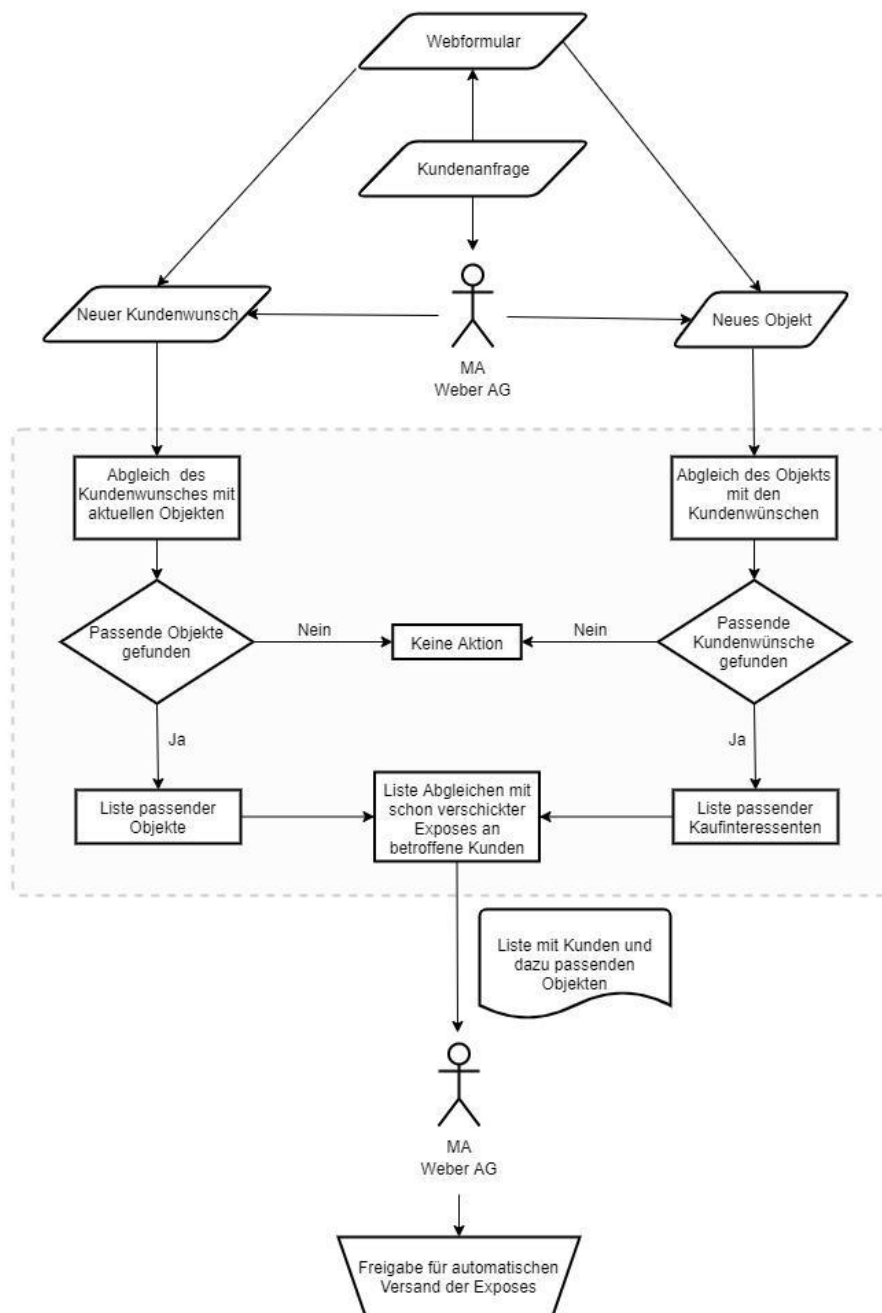 Webformular
Kundenanfrage
Neuer Kundenwunsch
Neues Objekt
MA
Weber AG
Abgleich des
Kundenwunsches mit
aktuellen Objekten
Abgleich des Objekts
mit den
Kundenwünschen
Passende Objekte
gefunden
Nein
Keine Aktion
Nein
Passende
Kundenwünsche
gefunden
Ja
Ja
Liste passender
Objekte
Liste Abgleichen mit
schon verschickter
Exposes an
betroffene Kunden
Liste passender
Kaufinteressenten
Liste mit Kunden und
dazu passenden
Objekten
MA
Weber AG
Freigabe für automatischen
Versand der Exposes